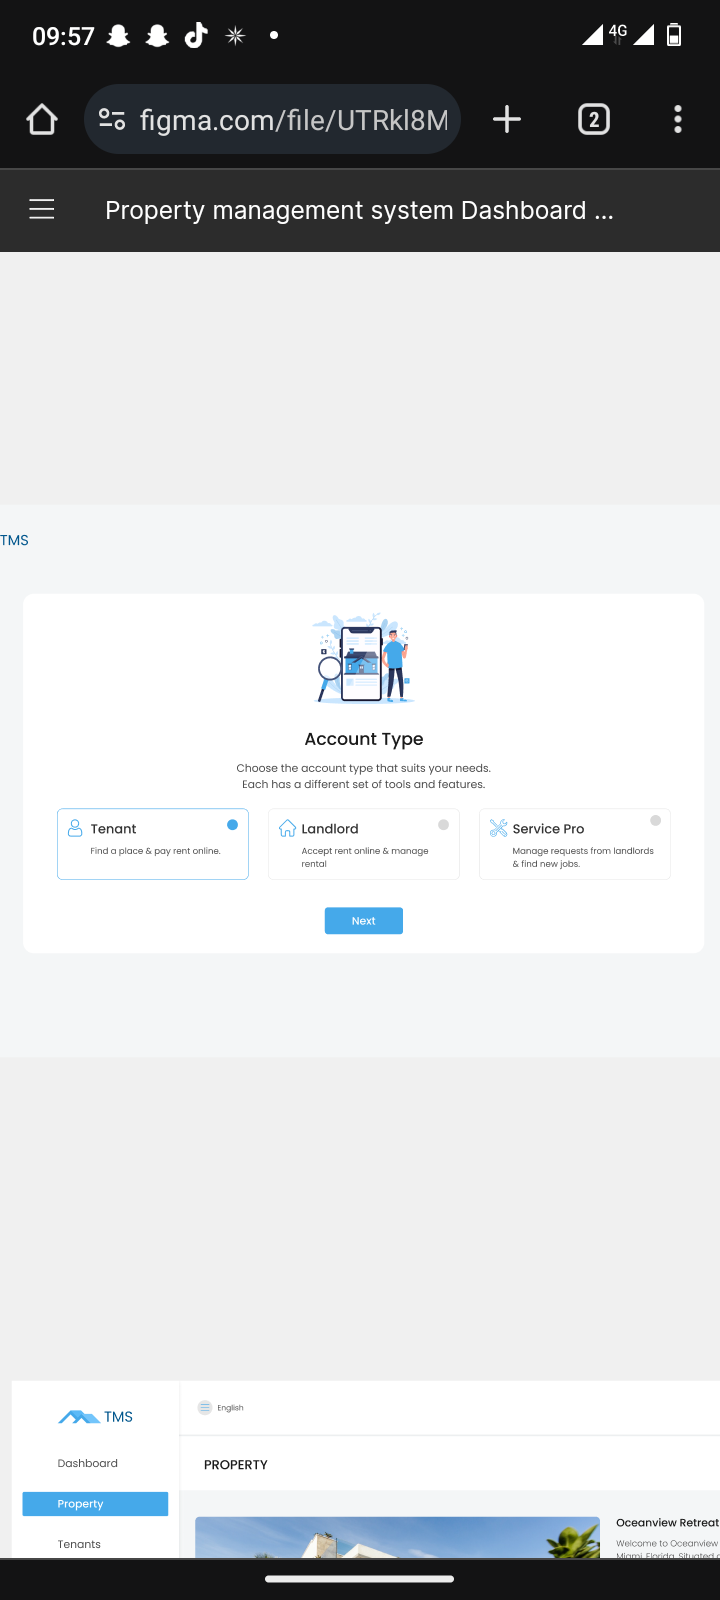 09:57
4G
figma.com/file/UTRkl8M
2
Property management system Dashboard ...
TMS
Account Type
Choose the account type that suits your needs.
Each has a different set of tools and features.
Tenant
Find a place & pay rent online.
Landlord
Accept rent online & manage
rental
Service Pro
Manage requests from landlords
& find new jobs.
Next
TMS
English
Dashboard
PROPERTY
Property
Oceanview Retreat
Tenants
Welcome to Oceanview
Miami, Florida. Situated